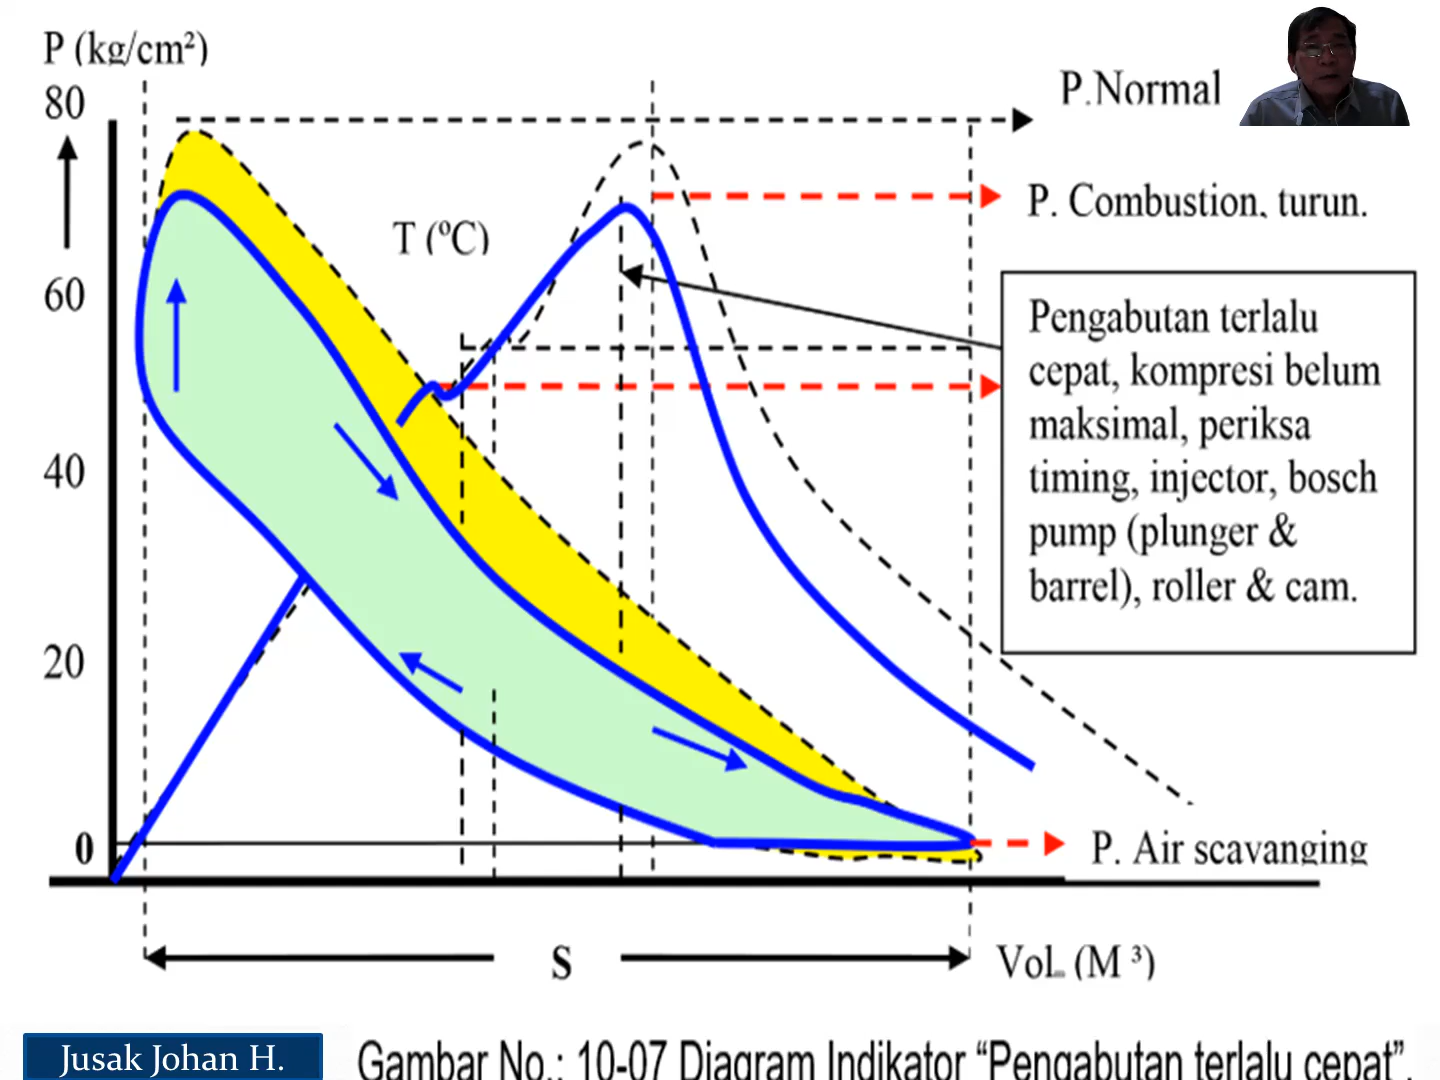 P (kg/cm²)
80
P.Normal
P. Combustion, turun.
T (⁰C)
60
Pengabutan terlalu
cepat, kompresi belum
maksimal, periksa
timing, injector, bosch
pump (plunger &
barrel), roller & cam.
40
20
0
P. Air scavanging
S
Vol. (M ³)
Jusak Johan H.
Gambar No.: 10-07 Diagram Indikator “Pengabutan terlalu cepat”.